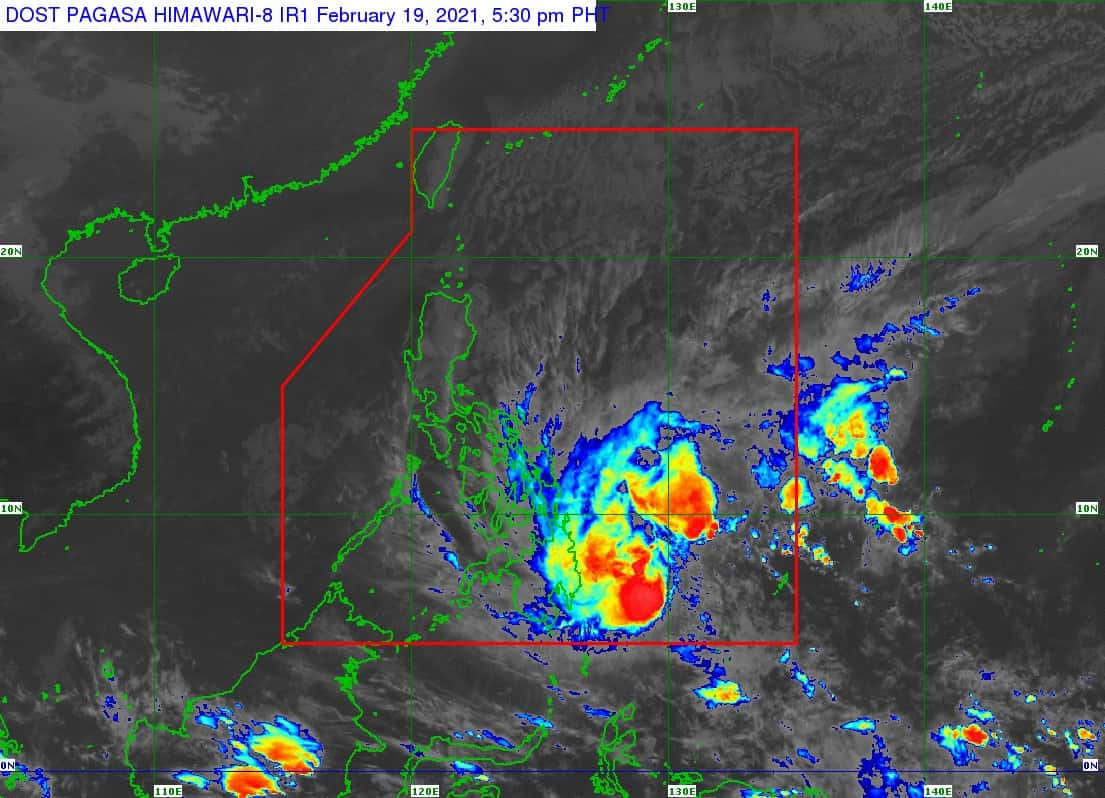 DOST PAGASA HIMAWARI-8 IR1 February 19, 2021, 5:30 pm PHT
130E
140E
20N
20N
10N
10N
0N
0N
110E
120E
130E
140E